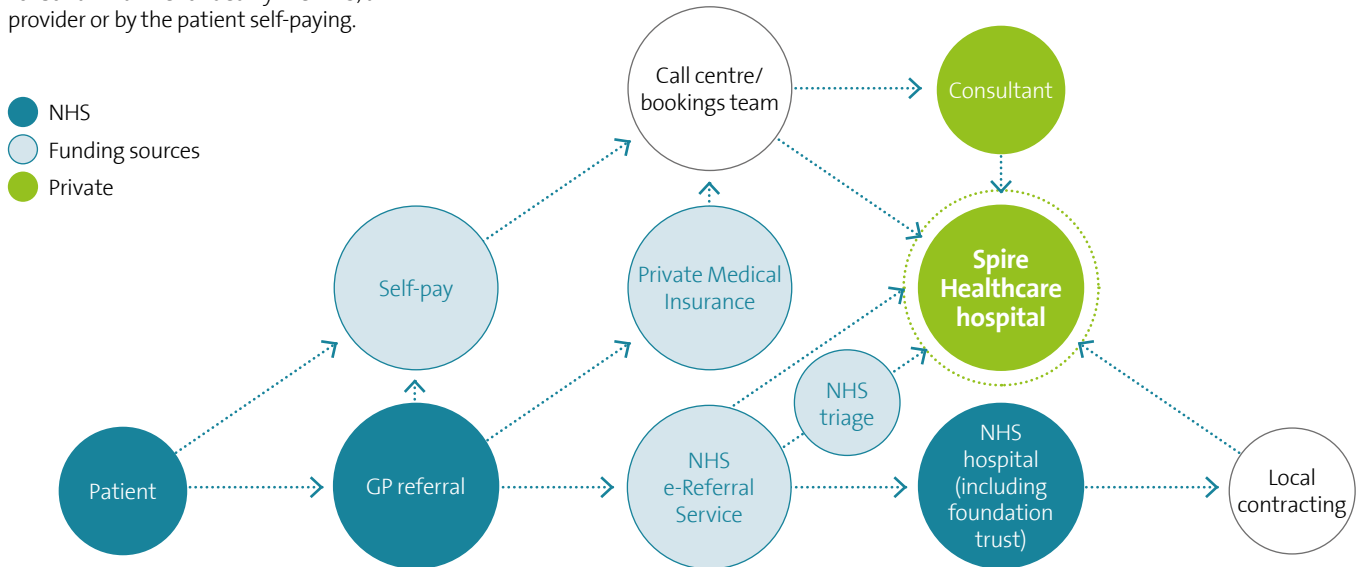 provider or by the patient self-paying.
NHS
Funding sources
Private
Call centre/
bookings team
Consultant
Self-pay
Private Medical
Insurance
Spire
Healthcare
hospital
NHS
triage
Patient
GP referral
NHS
e-Referral
Service
NHS
hospital
(including
foundation
trust)
Local
contracting